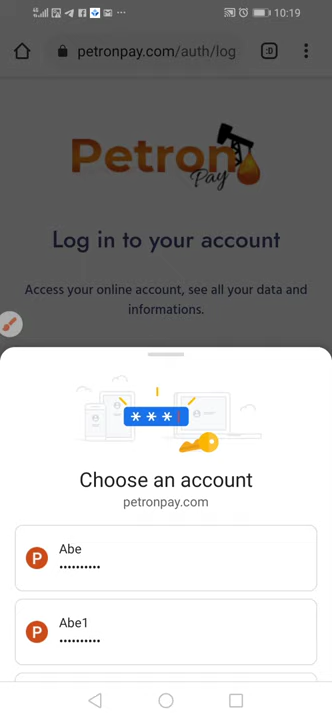 10:19
petronpay.com/auth/log
:D
Petron
Pay
Log in to your account
Access your online account, see all your data and
informations.
***
Choose an account
petronpay.com
P
Abe
••••••••••
P
Abe1
••••••••••